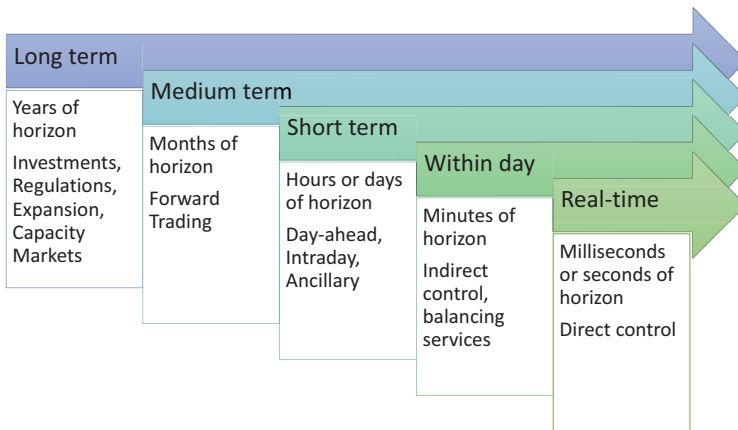 Long term
Years of
horizon
Investments,
Regulations,
Expansion,
Capacity
Markets
Medium term
Months of
horizon
Forward
Trading
Short term
Hours or days
of horizon
Day-ahead,
Intraday,
Ancillary
Within day
Minutes of
horizon
Indirect
control,
balancing
services
Real-time
Milliseconds
or seconds of
horizon
Direct control